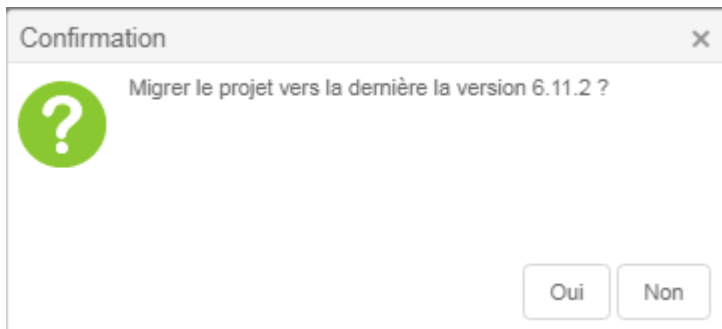 Confirmation
Migrer le projet vers la dernière la version 6.11.2 ?
Oui
Non